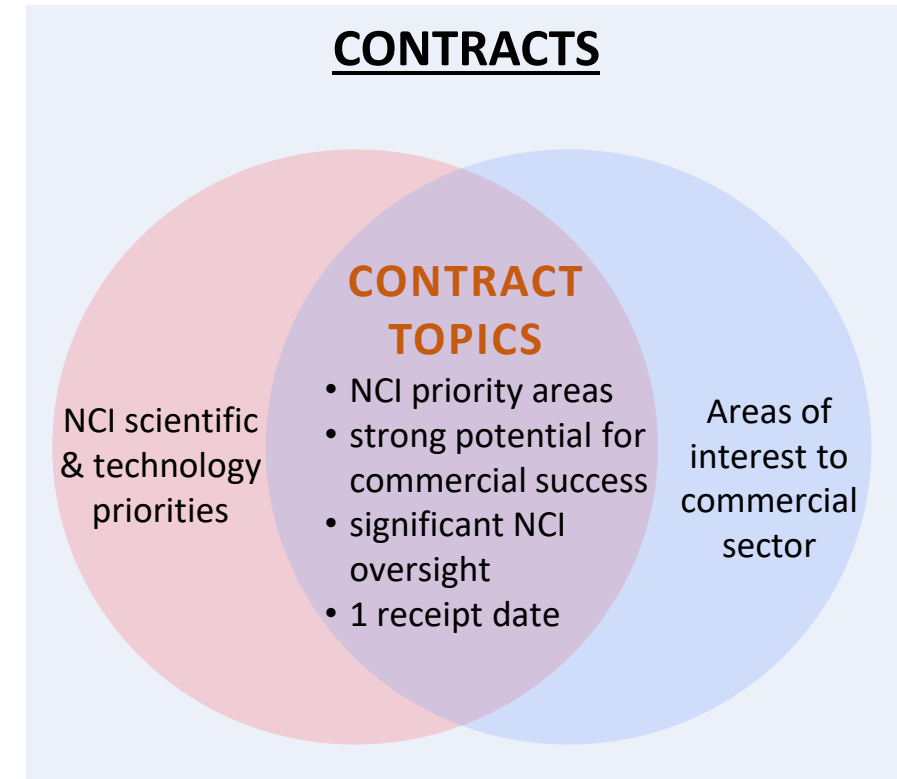 CONTRACTS
CONTRACT
TOPICS
• NCI priority areas
• strong potential for
commercial success
• significant NCI
oversight
• 1 receipt date
NCI scientific
& technology
priorities
Areas of
interest to
commercial
sector